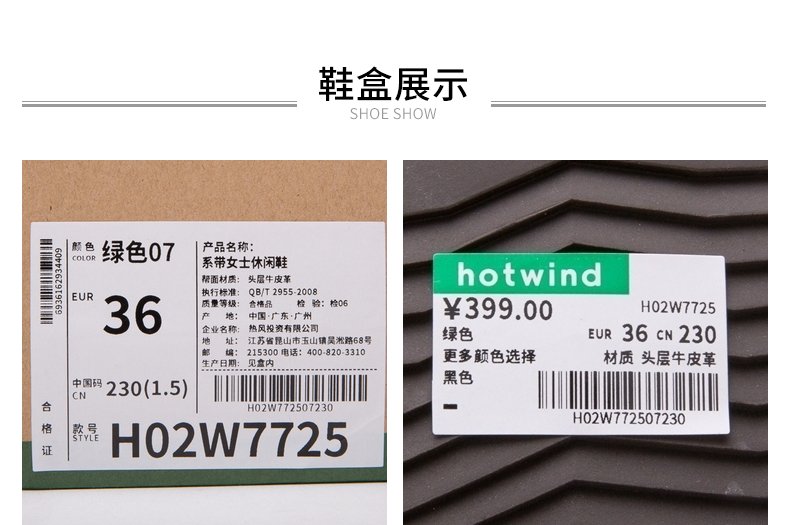 鞋盒展示
SHOE SHOW
颜色 绿色07
COLOR
EUR 36
中国码 230(1.5)
CN
款号 H02W7725
STYLE
合格证
6936162934409
产品名称：
系带女士休闲鞋
帮面材质： 头层牛皮革
执行标准： QB/T 2955-2008
质量等级： 合格品 检 验：检06
产 地： 中国·广东·广州
企业名称： 热风投资有限公司
地 址： 江苏省昆山市玉山镇吴淞路68号
邮 编： 215300 电话：400-820-3310
生产日期： 见盒内
H02W772507230
hotwind
¥399.00 H02W7725
绿色 EUR 36 CN 230
更多颜色选择 材质 头层牛皮革
黑色
H02W772507230